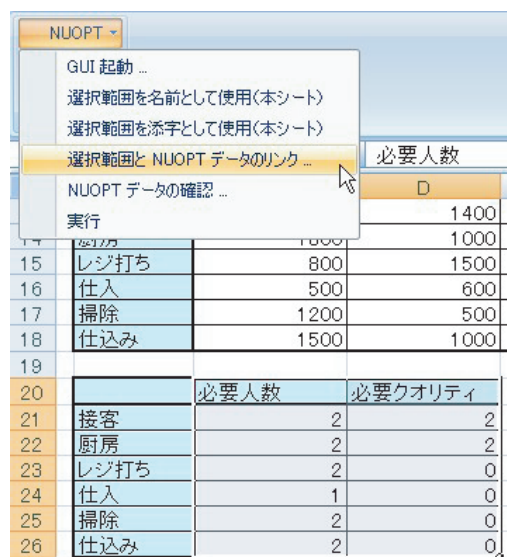 NUOPT
GUI 起動 ...
選択範囲を名前として使用(本シート)
選択範囲を添字として使用(本シート)
選択範囲と NUOPT データのリンク ...
必要人数
NUOPT データの確認 ...
D
実行
1400
14 厨房 1800 1000
15 レジ打ち 800 1500
16 仕入 500 600
17 掃除 1200 500
18 仕込み 1500 1000
19
20 必要人数 必要クオリティ
21 接客 2 2
22 厨房 2 2
23 レジ打ち 2 0
24 仕入 1 0
25 掃除 2 0
26 仕込み 2 0